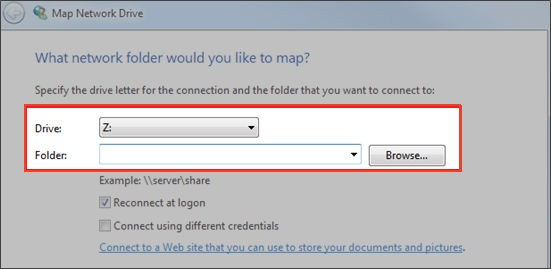 Map Network Drive
What network folder would you like to map?
Specify the drive letter for the connection and the folder that you want to connect to:
Drive: Z:
Folder: Browse...
Example: \\server\share
Reconnect at logon
Connect using different credentials
Connect to a Web site that you can use to store your documents and pictures.